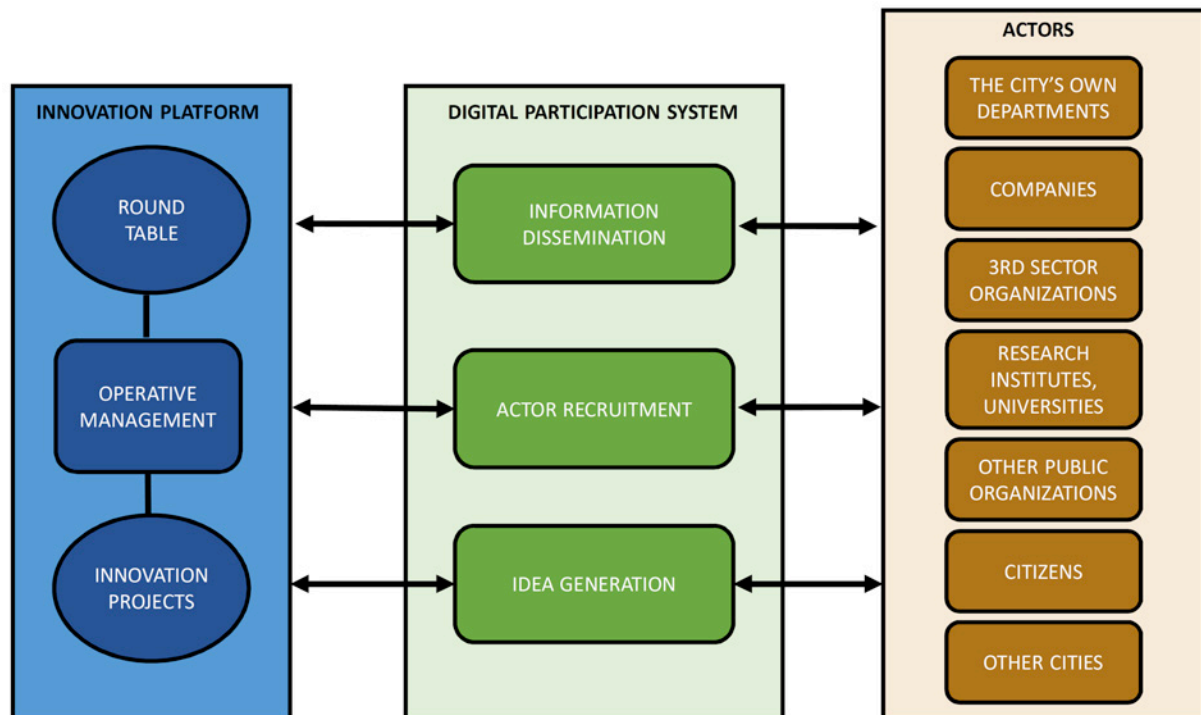 INNOVATION PLATFORM
ROUND
TABLE
OPERATIVE
MANAGEMENT
INNOVATION
PROJECTS
DIGITAL PARTICIPATION SYSTEM
INFORMATION
DISSEMINATION
ACTOR RECRUITMENT
IDEA GENERATION
ACTORS
THE CITY'S OWN
DEPARTMENTS
COMPANIES
3RD SECTOR
ORGANIZATIONS
RESEARCH
INSTITUTES,
UNIVERSITIES
OTHER PUBLIC
ORGANIZATIONS
CITIZENS
OTHER CITIES